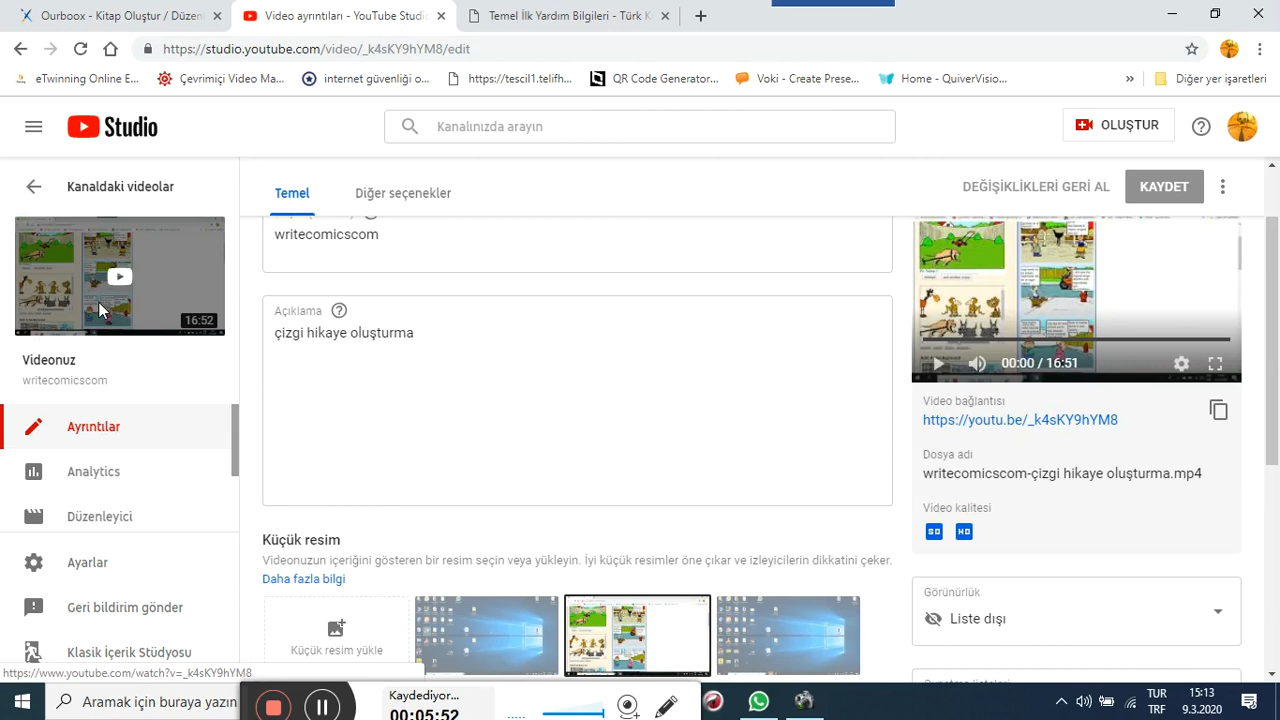 Ourboox - Kitap Oluştur / Düzen
Video ayrıntıları - YouTube Studi
Temel İlk Yardım Bilgileri - Türk K
https://studio.youtube.com/video/_k4sKY9hYM8/edit
eTwinning Online E...
Çevrimiçi Video Ma...
internet güvenliği o...
https://tescil1.telifh...
QR Code Generator...
Voki - Create Prese...
Home - QuiverVisio...
»
Diğer yer işaretleri
Studio
Kanalınızda arayın
OLUŞTUR
Kanaldaki videolar
Temel
Diğer seçenekler
DEĞİŞİKLİKLERİ GERİ AL
KAYDET
16:52
Videonuz
writecomicscom
Ayrıntılar
Analytics
Düzenleyici
Ayarlar
Geri bildirim gönder
Klasik İçerik Stüdyosu
writecomicscom
Açıklama
çizgi hikaye oluşturma
Küçük resim
Videonuzun içeriğini gösteren bir resim seçin veya yükleyin. İyi küçük resimler öne çıkar ve izleyicilerin dikkatini çeker.
Daha fazla bilgi
Küçük resim yükle
00:00 / 16:51
Video bağlantısı
https://youtu.be/_k4sKY9hYM8
Dosya adı
writecomicscom-çizgi hikaye oluşturma.mp4
Video kalitesi
SD
HD
Görünürlük
Liste dışı
https://www.youtube.com/watch?v=_k4sKY9hYM8
Aramak için buraya yazın
Kaydediyor...
00:05:52
TUR
TRF
15:13
9.3.2020